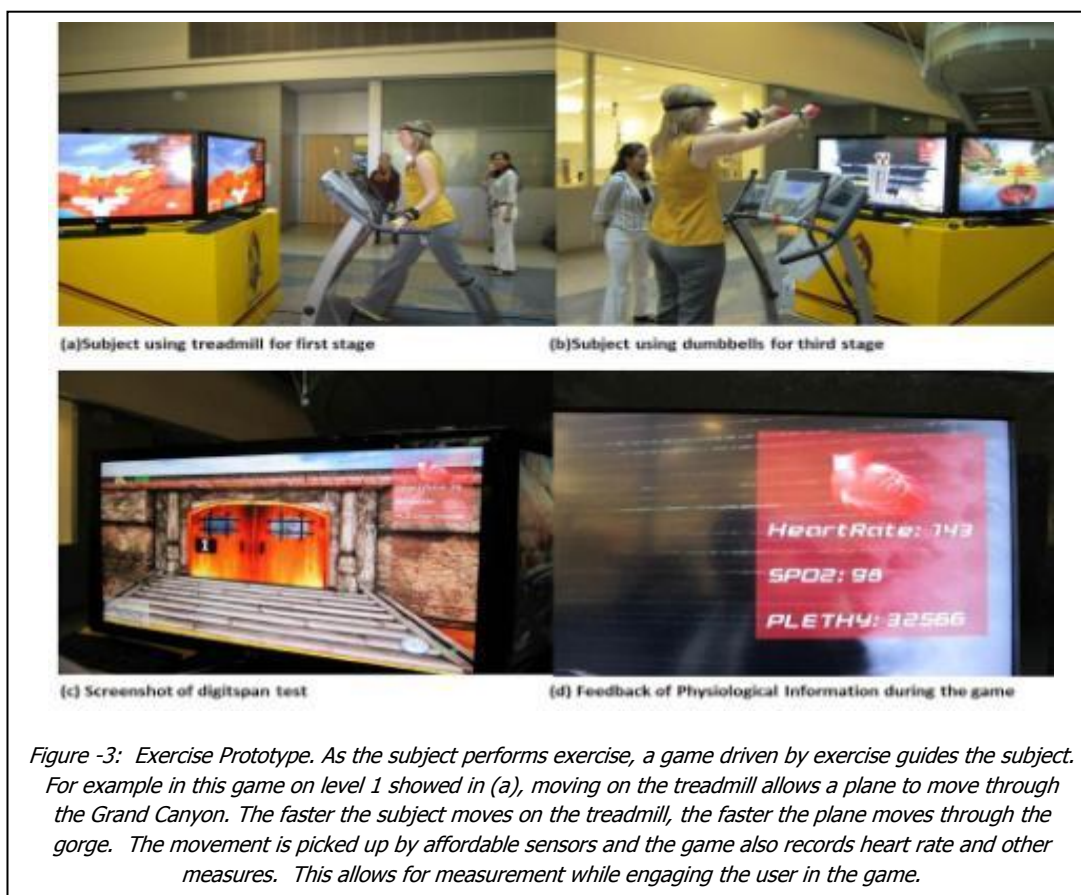 (a)Subject using treadmill for first stage
(b)Subject using dumbbells for third stage
(c) Screenshot of digitspan test
HeartRate: 143
SPO2: 98
PLETHY: 32566
(d) Feedback of Physiological Information during the game
Figure -3: Exercise Prototype. As the subject performs exercise, a game driven by exercise guides the subject.
For example in this game on level 1 showed in (a), moving on the treadmill allows a plane to move through
the Grand Canyon. The faster the subject moves on the treadmill, the faster the plane moves through the
gorge. The movement is picked up by affordable sensors and the game also records heart rate and other
measures. This allows for measurement while engaging the user in the game.